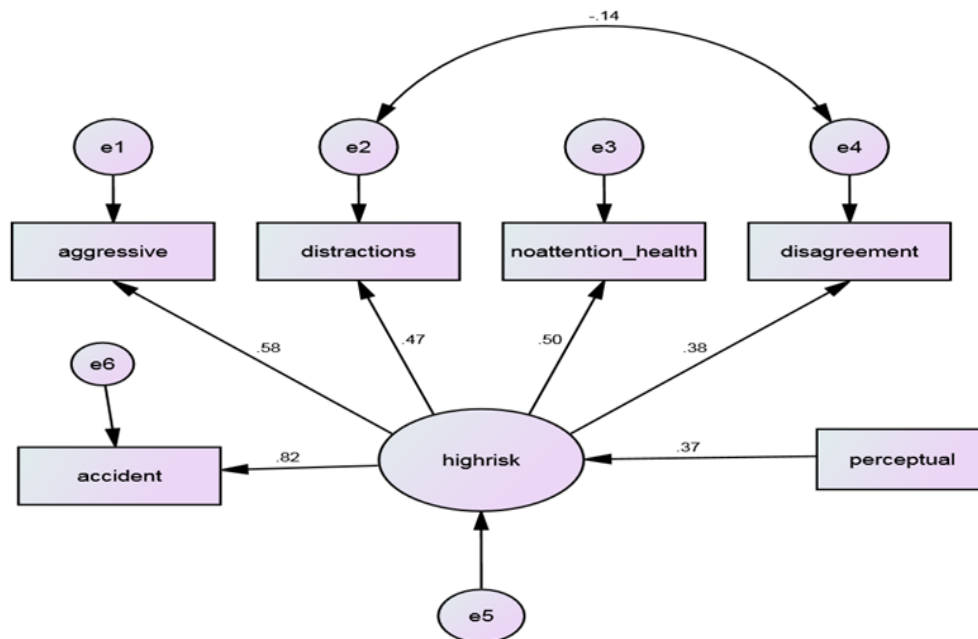 -.14
e1
e2
e3
e4
aggressive
distractions
noattention_health
disagreement
.58
.47
.50
.38
e6
accident
.82
highrisk
.37
perceptual
e5